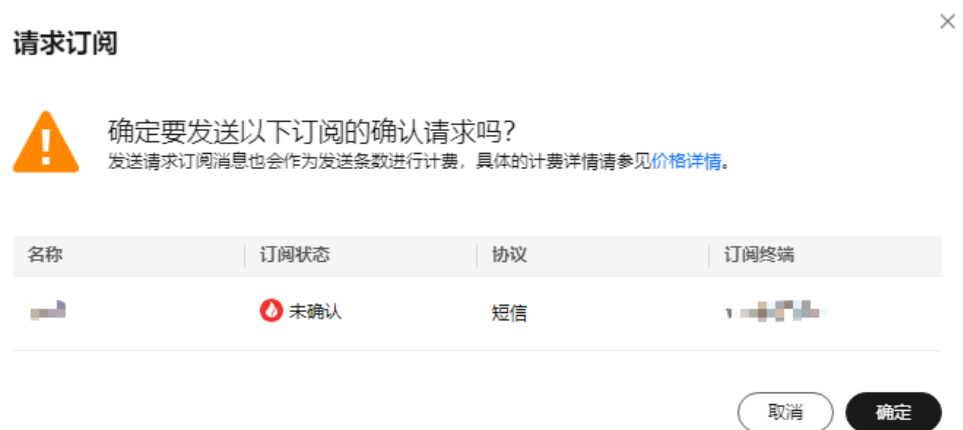 请求订阅
确定要发送以下订阅的确认请求吗？
发送请求订阅消息也会作为发送条数进行计费，具体的计费详情请参见价格详情。
名称 订阅状态 协议 订阅终端
未确认 短信
取消 确定